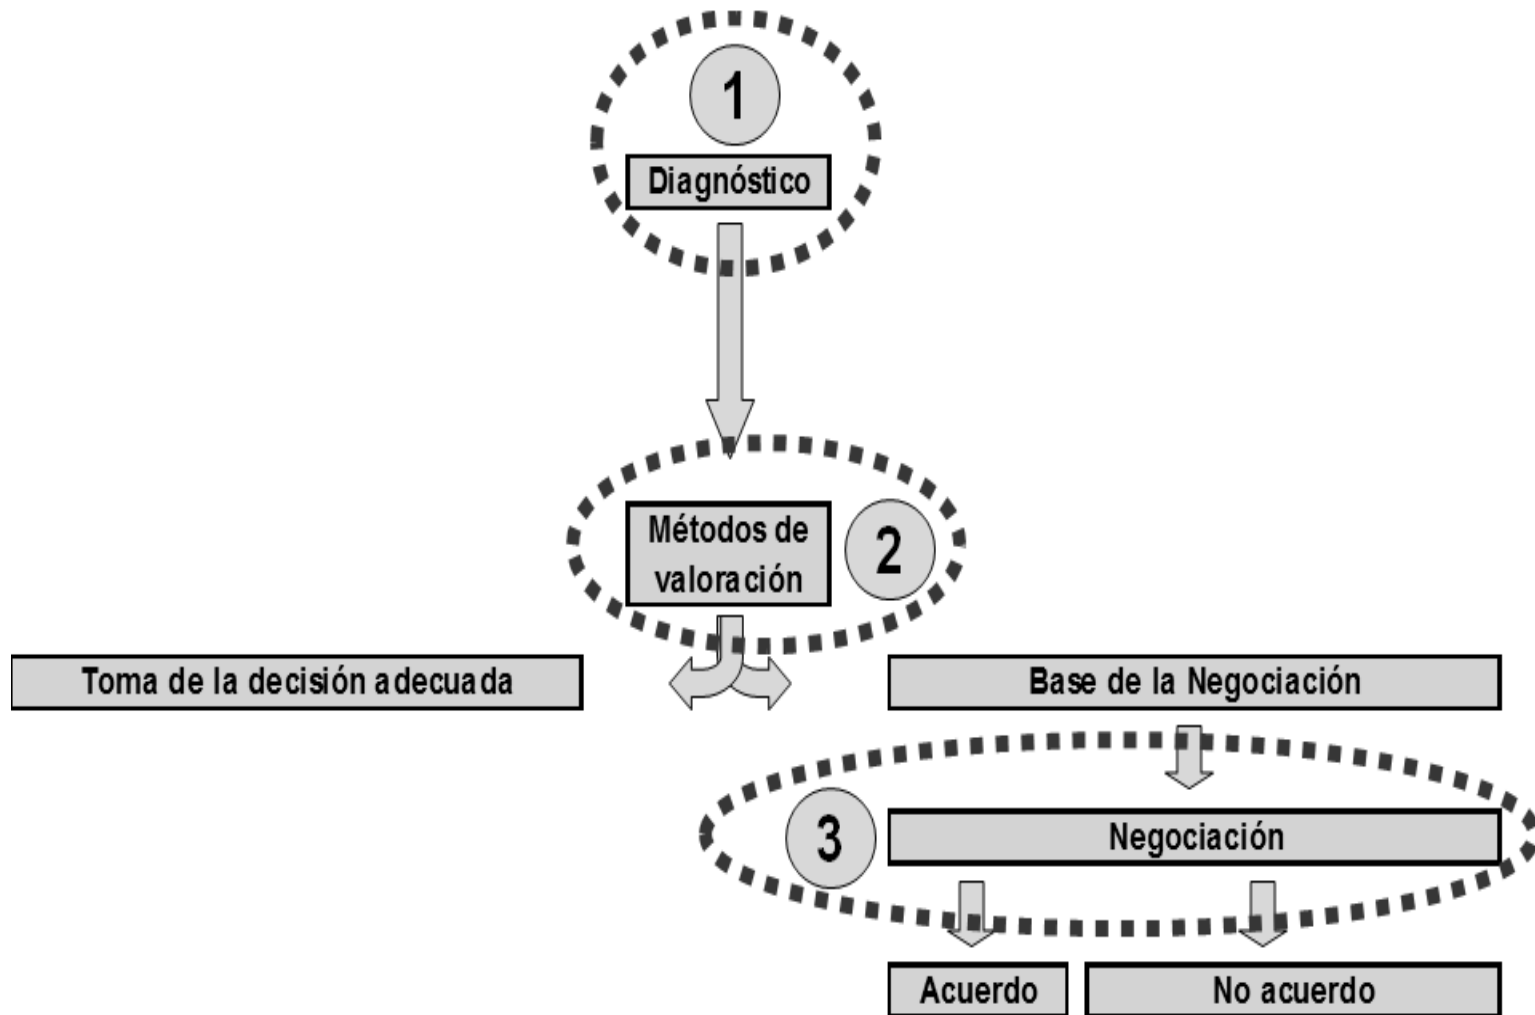 1
Diagnóstico
Métodos de
valoración
2
Toma de la decisión adecuada
Base de la Negociación
3
Negociación
Acuerdo
No acuerdo